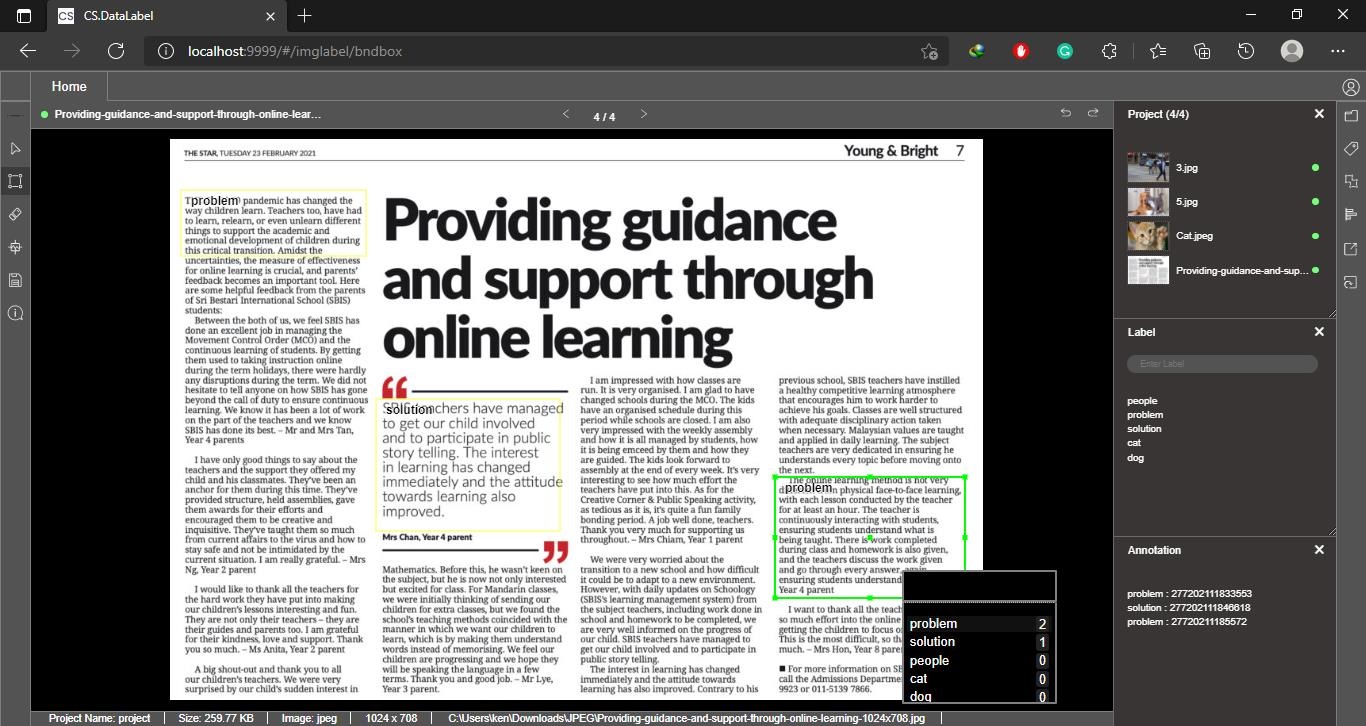 CS.DataLabel
localhost:9999/#/imglabel/bndbox
Home
Providing-guidance-and-support-through-online-lear...
4 / 4
THE STAR, TUESDAY 23 FEBRUARY 2021
Young & Bright 7
problem
pandemic has changed the
way children learn. Teachers too, have had
to learn, relearn, or even unlearn different
things to support the academic and
emotional development of children during
this critical transition. Amidst the
uncertainties, the measure of effectiveness
for online learning is crucial, and parents'
feedback becomes an important tool. Here
are some helpful feedback from the parents
of Sri Bestari International School (SBIS)
students:
Between the both of us, we feel SBIS has
done an excellent job in managing the
Movement Control Order (MCO) and the
continuous learning of students. By getting
them used to taking instruction online
during the term holidays, there were hardly
any disruptions during the term. We did not
hesitate to tell anyone on how SBIS has gone
beyond the call of duty to ensure continuous
learning. We know it has been a lot of work
on the part of the teachers and we know
SBIS has done its best. – Mr and Mrs Tan,
Year 4 parents
I have only good things to say about the
teachers and the support they offered my
child and his classmates. They've been an
anchor for them during this time. They've
provided structure, held assemblies, gave
them awards for their efforts and
encouraged them to be creative and
inquisitive. They've taught them so much
from current affairs to the virus and how to
stay safe and not be intimidated by the
current situation. I am really grateful. – Mrs
Ng, Year 2 parent
I would like to thank all the teachers for
the hard work they have put into making
our children's lessons interesting and fun.
They are not only their teachers – they are
their guides and parents too. I am grateful
for their kindness, love and support. Thank
you so much. – Ms Anita, Year 2 parent
A big shout-out and thank you to all
our children's teachers. We were very
surprised by our child's sudden interest in
Providing guidance
and support through
online learning
“
solution
teachers have managed
to get our child involved
and to participate in public
story telling. The interest
in learning has changed
immediately and the attitude
towards learning also
improved.
Mrs Chan, Year 4 parent
”
Mathematics. Before this, he wasn't keen on
the subject, but he is now not only interested
but excited for class. For Mandarin classes,
we were initially thinking of sending our
children for extra classes, but we found the
school's teaching methods coincided with the
manner in which we want our children to
learn, which is by making them understand
words instead of memorising. We feel our
children are progressing and we hope they
will be speaking the language in a few
terms. Thank you and good job. – Mr Lye,
Year 3 parent.
I am impressed with how classes are
run. It is very organised. I am glad to have
changed schools during the MCO. The kids
have an organised schedule during this
period while schools are closed. I am also
very impressed with the weekly assembly
and how it is all managed by students, how
it is being emceed by them and how they
are guided. The kids look forward to
assembly at the end of every week. It's very
interesting to see how much effort the
teachers have put into this. As for the
Creative Corner & Public Speaking activity,
as tedious as it is, it's quite a fun family
bonding period. A job well done, teachers.
Thank you very much for supporting us
throughout. – Mrs Chiam, Year 1 parent
We were very worried about the
transition to a new school and how difficult
it could be to adapt to a new environment.
However, with daily updates on Schoology
(SBIS's learning management system) from
the subject teachers, including work done in
school and homework to be completed, we
are very well informed on the progress of
our child. SBIS teachers have managed to
get our child involved and to participate in
public story telling.
The interest in learning has changed
immediately and the attitude towards
learning has also improved. Contrary to his
previous school, SBIS teachers have instilled
a healthy competitive learning atmosphere
that encourages him to work harder to
achieve his goals. Classes are well structured
with adequate disciplinary action taken
when necessary. Malaysian values are taught
and applied in daily learning. The subject
teachers are very dedicated in ensuring he
understands every topic before moving onto
the next.
The online learning method is not very
problem
physical face-to-face learning,
with each lesson conducted by the teacher
for at least an hour. The teacher is
continuously interacting with students,
ensuring students understand what is
being taught. There is work completed
during class and homework is also given,
and the teachers discuss the work given
and go through every answer, again
ensuring students understand
Year 4 parent
I want to thank all the teach
so much effort into the online
getting the children to focus o
This is the most difficult, so th
much. – Mrs Hon, Year 8 pare
■ For more information on SB
call the Admissions Departme
9923 or 011-5139 7866.
problem 2
solution 1
people 0
cat 0
dog 0
Project (4/4)
3.jpg
5.jpg
Cat.jpeg
Providing-guidance-and-sup...
Label
Enter Label
people
problem
solution
cat
dog
Annotation
problem : 277202111833553
solution : 277202111846618
problem : 27720211185572
Project Name: project
Size: 259.77 KB
Image: jpeg
1024 x 708
C:\Users\ken\Downloads\JPEG\Providing-guidance-and-support-through-online-learning-1024x708.jpg